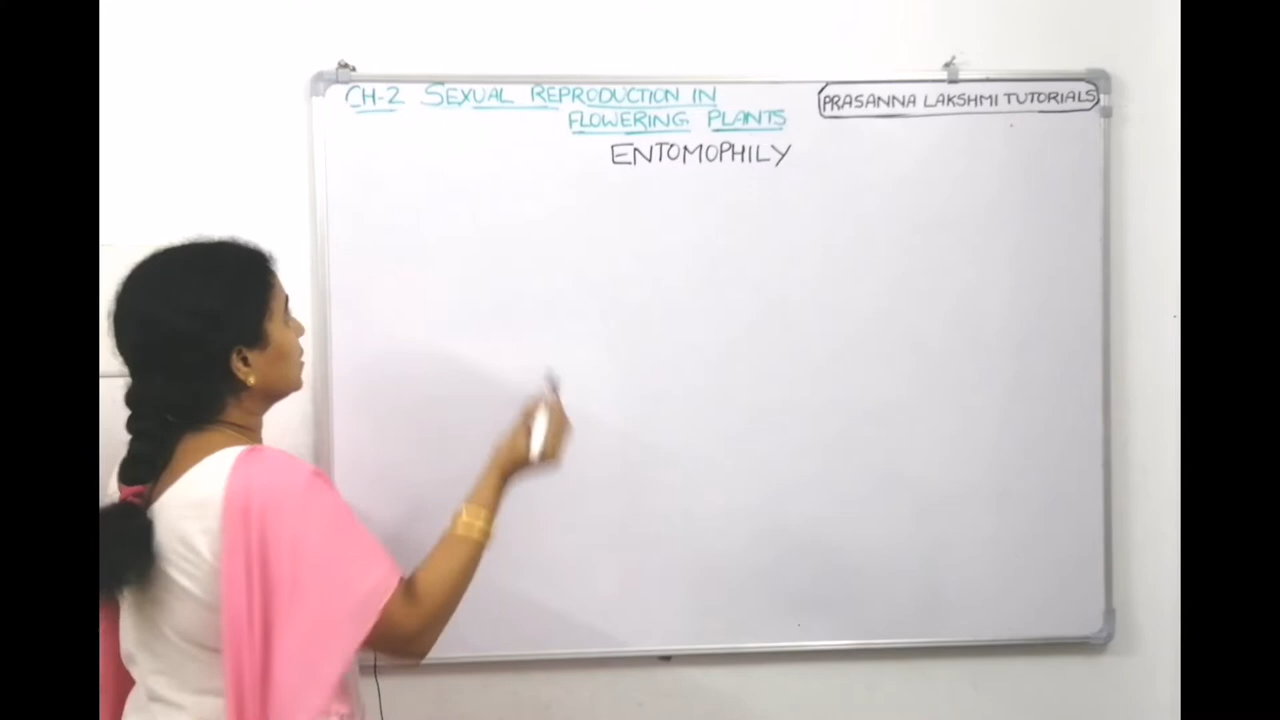 CH-2 SEXUAL REPRODUCTION IN
FLOWERING PLANTS
PRASANNA LAKSHMI TUTORIALS
ENTOMOPHILY